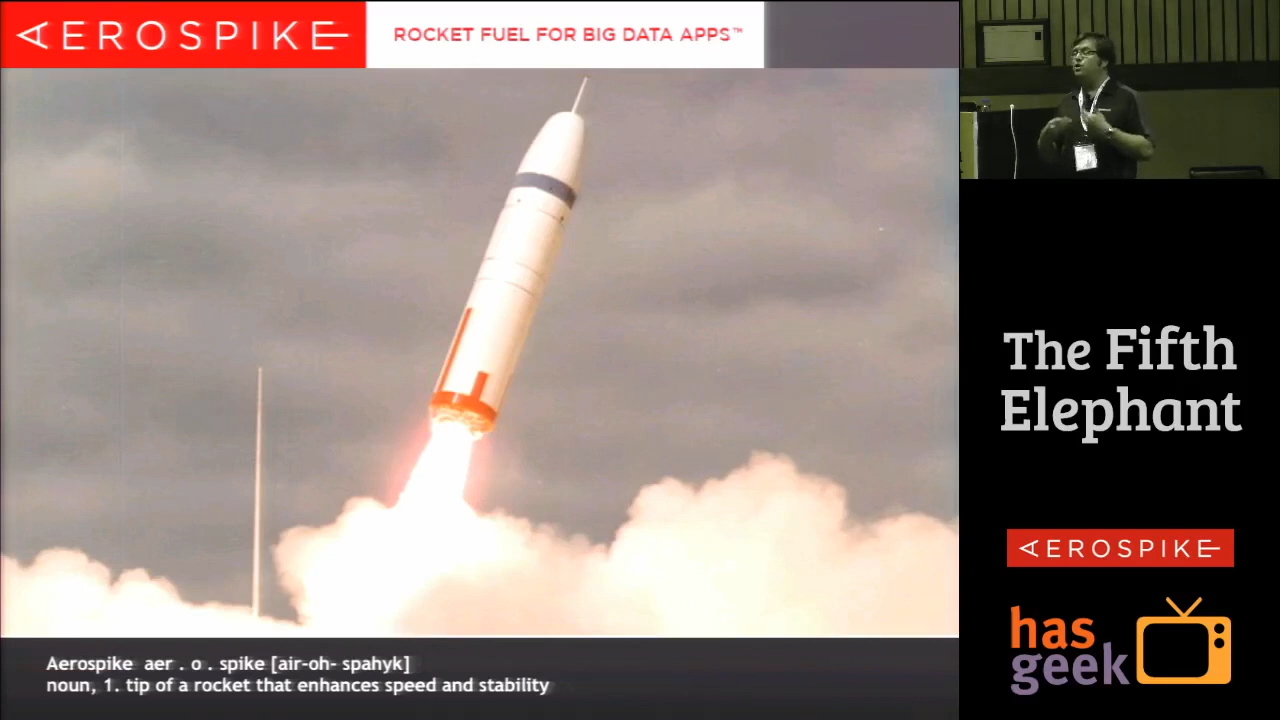 AEROSPIKE
ROCKET FUEL FOR BIG DATA APPS™
Aerospike aer . o . spike [air-oh- spahyk]
noun, 1. tip of a rocket that enhances speed and stability
The Fifth
Elephant
AEROSPIKE
has
geek